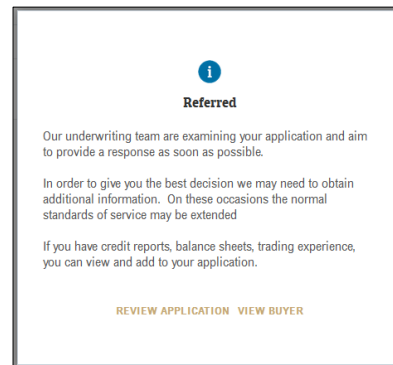 i
Referred
Our underwriting team are examining your application and aim
to provide a response as soon as possible.
In order to give you the best decision we may need to obtain
additional information. On these occasions the normal
standards of service may be extended
If you have credit reports, balance sheets, trading experience,
you can view and add to your application.
REVIEW APPLICATION VIEW BUYER